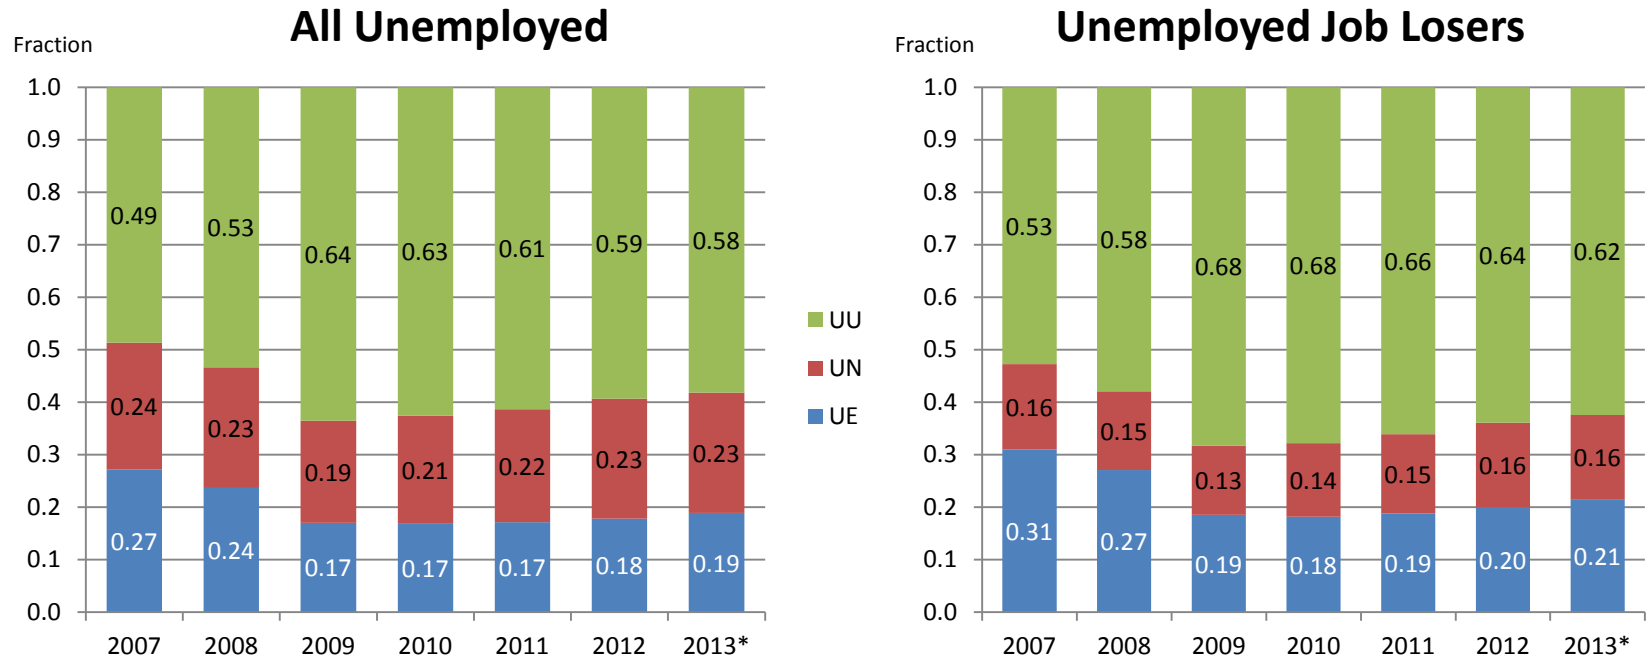 All Unemployed
Fraction
1.0
0.9
0.8
0.7
0.6
0.5
0.4
0.3
0.2
0.1
0.0
0.49 0.53 0.64 0.63 0.61 0.59 0.58
0.24 0.23 0.19 0.21 0.22 0.23 0.23
0.27 0.24 0.17 0.17 0.17 0.18 0.19
2007 2008 2009 2010 2011 2012 2013*
UU
UN
UE
Unemployed Job Losers
Fraction
1.0
0.9
0.8
0.7
0.6
0.5
0.4
0.3
0.2
0.1
0.0
0.53 0.58 0.68 0.68 0.66 0.64 0.62
0.16 0.15 0.13 0.14 0.15 0.16 0.16
0.31 0.27 0.19 0.18 0.19 0.20 0.21
2007 2008 2009 2010 2011 2012 2013*